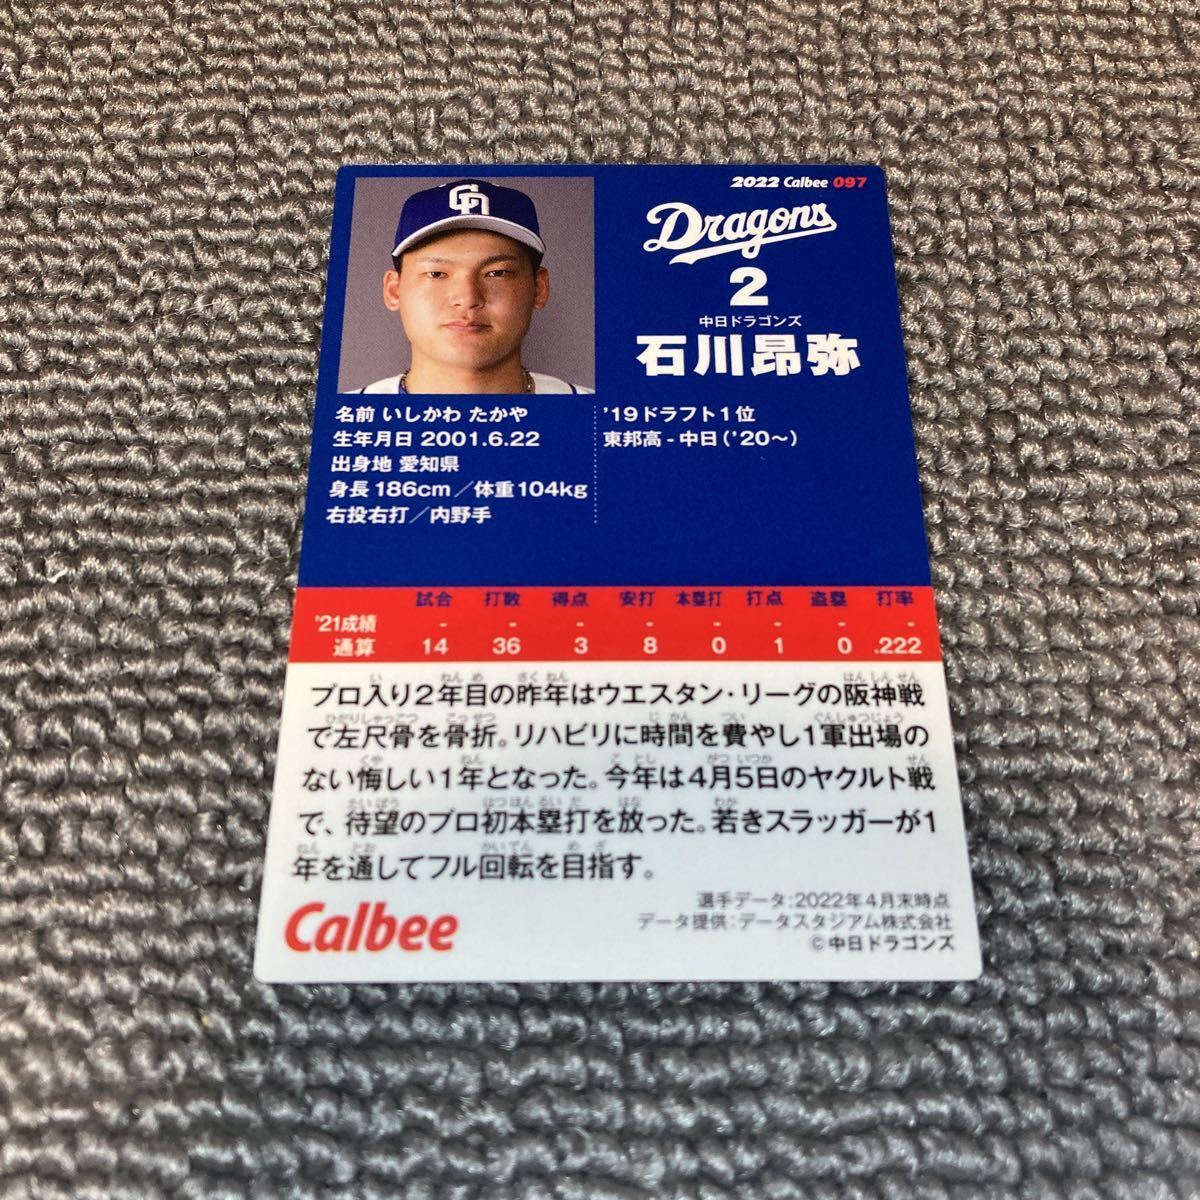 2022 Calbee 097
CD
Dragons
2
中日ドラゴンズ
石川昂弥
名前 いしかわ たかや
生年月日 2001.6.22
出身地 愛知県
身長 186cm／体重 104kg
右投右打／内野手
'19ドラフト1位
東邦高 - 中日（'20〜）
試合 打数 得点 安打 本塁打 打点 盗塁 打率
'21成績 - - - - - - - -
通算 14 36 3 8 0 1 0 .222
プロ入り2年目の昨年はウエスタン・リーグの阪神戦
で左尺骨を骨折。リハビリに時間を費やし1軍出場の
ない悔しい1年となった。今年は4月5日のヤクルト戦
で、待望のプロ初本塁打を放った。若きスラッガーが1
年を通してフル回転を目指す。
選手データ：2022年4月末時点
データ提供：データスタジアム株式会社
©中日ドラゴンズ
Calbee